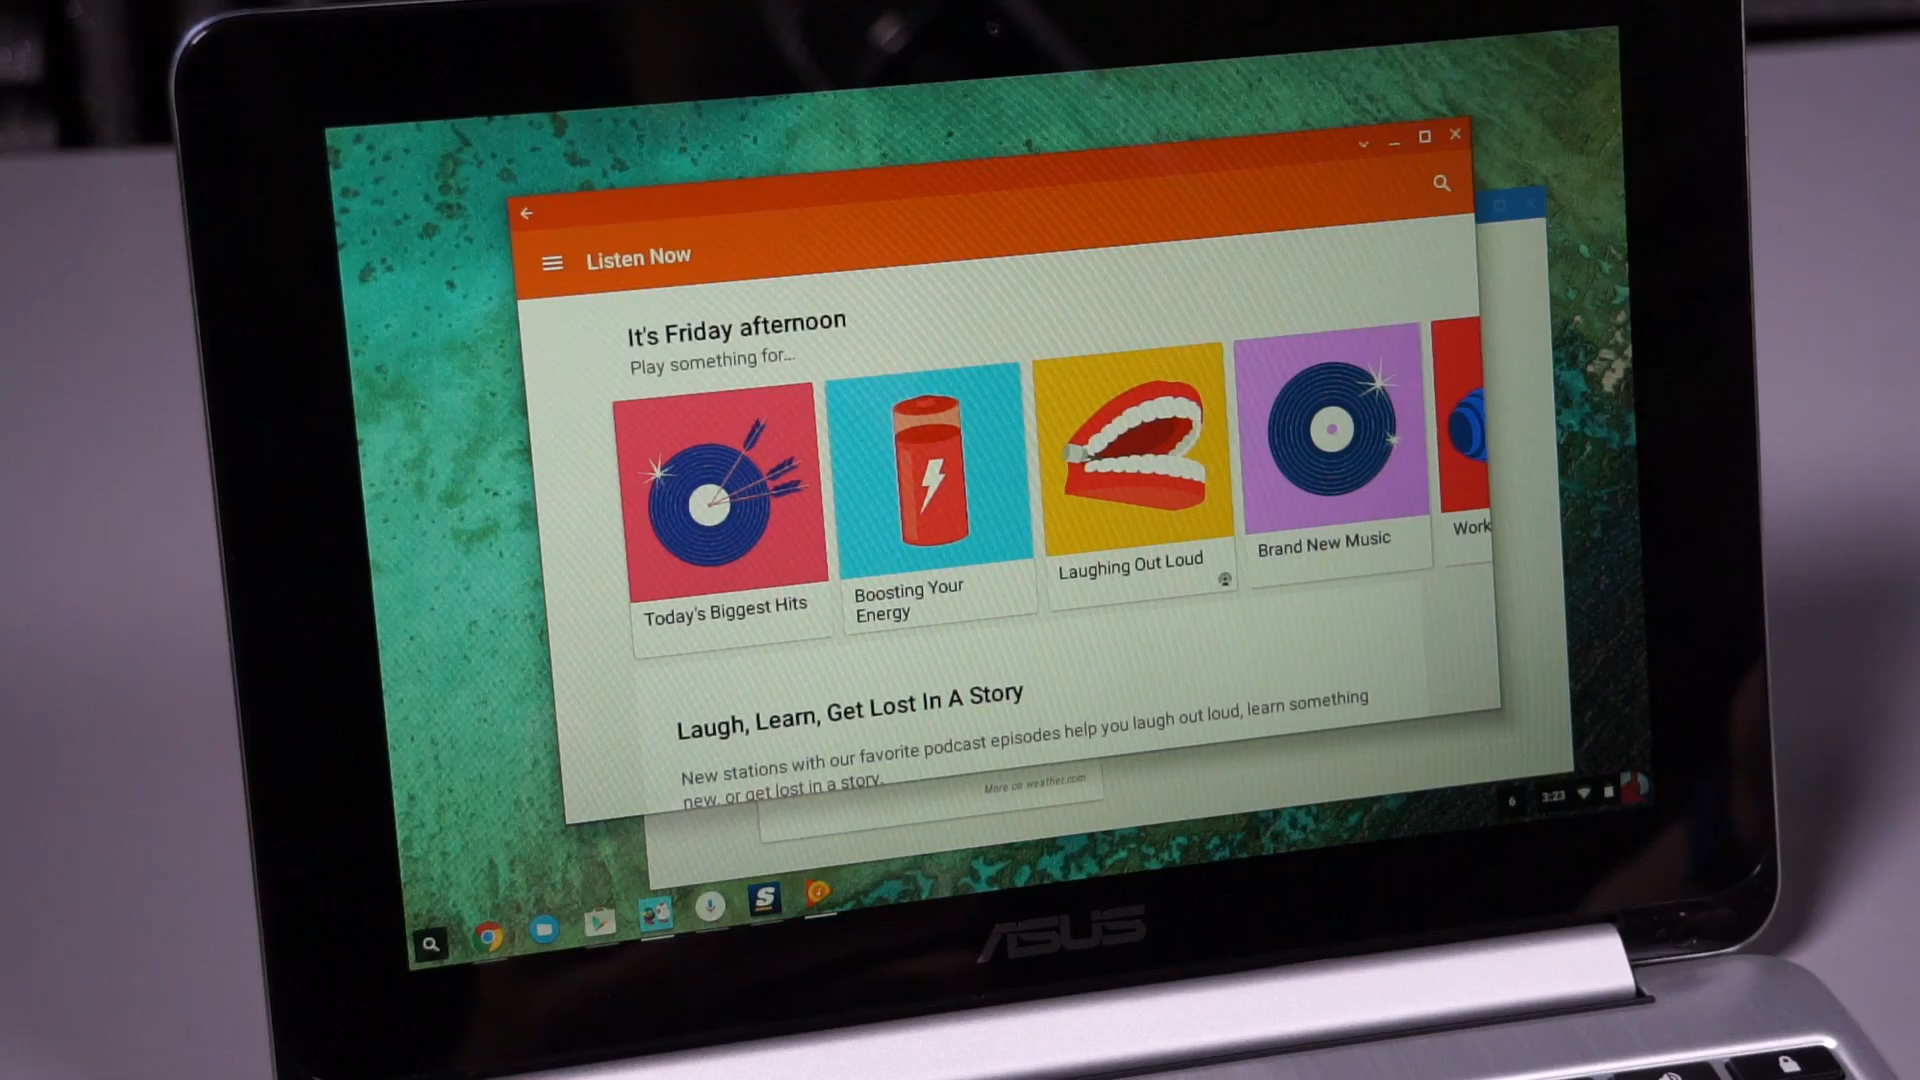 Listen Now
It's Friday afternoon
Play something for...
Today's Biggest Hits
Boosting Your
Energy
Laughing Out Loud
Brand New Music
Work
Laugh, Learn, Get Lost In A Story
New stations with our favorite podcast episodes help you laugh out loud, learn something
new, or get lost in a story.
More on weather.com
6
3:23
S
ASUS